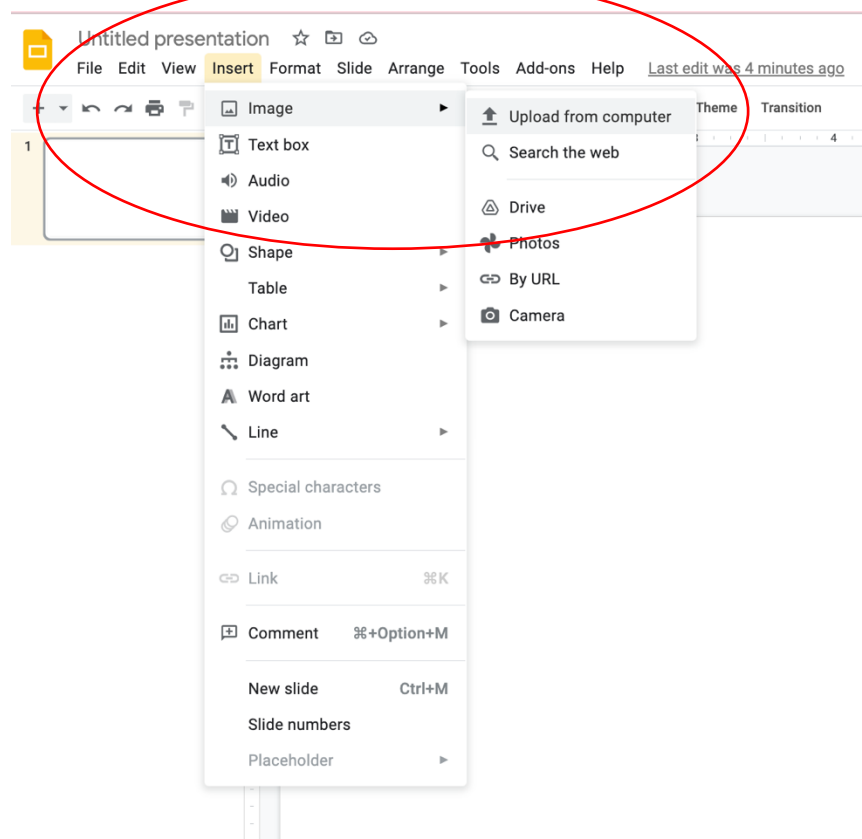 Untitled presentation
File Edit View Insert Format Slide Arrange Tools Add-ons Help Last edit was 4 minutes ago
Theme Transition
1
3 4
Image
Text box
Audio
Video
Shape
Table
Chart
Diagram
Word art
Line
Special characters
Animation
Link ⌘K
Comment ⌘+Option+M
New slide Ctrl+M
Slide numbers
Placeholder
Upload from computer
Search the web
Drive
Photos
By URL
Camera